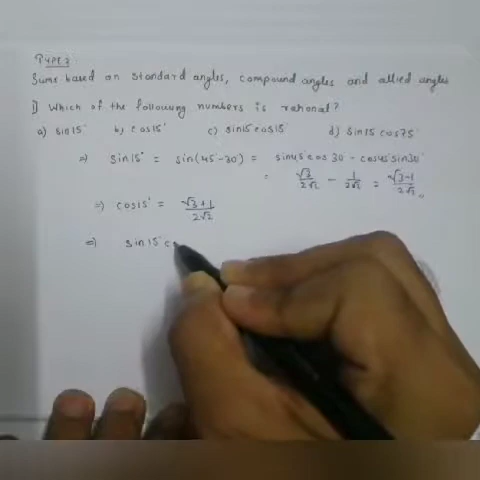 Type: 2
Sums based on standard angles, compound angles and allied angles
1) Which of the following numbers is rational?
a) sin15° b) cos15° c) sin15°cos15° d) sin15°cos75°
⇒ sin15° = sin(45°-30°) = sin45°cos30° - cos45°sin30°
= √3/2√2 - 1/2√2 = √3-1/2√2
⇒ cos15° = √3+1/2√2
⇒ sin15°c